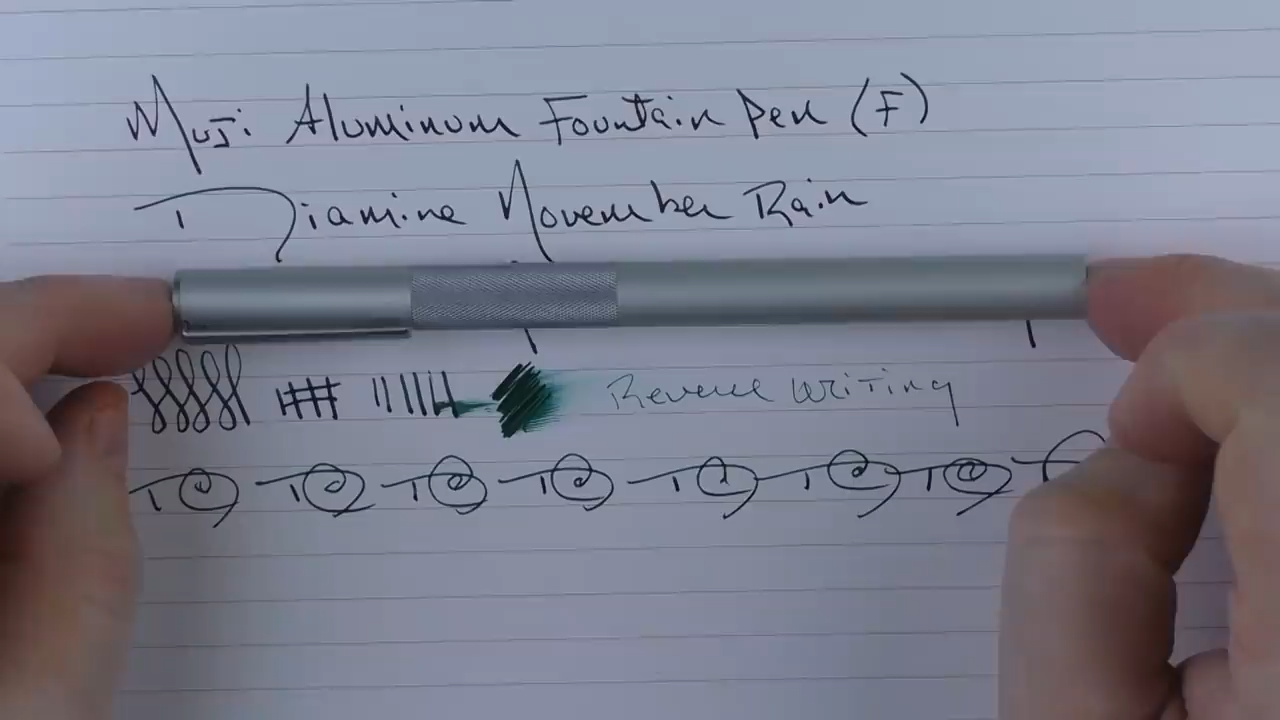 Muji Aluminum Fountain Pen (F)
Diamine November Rain
Reverse Writing